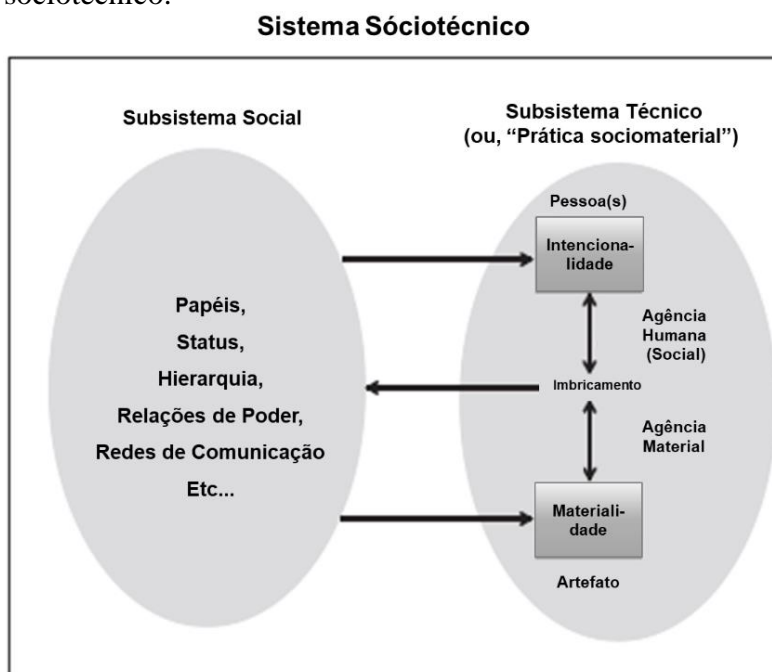 sociotécnico.
Sistema Sóciotécnico
Subsistema Social
Subsistema Técnico
(ou, “Prática sociomaterial”)
Papéis,
Status,
Hierarquia,
Relações de Poder,
Redes de Comunicação
Etc...
Pessoa(s)
Intenciona-
lidade
Agência
Humana
(Social)
Imbricamento
Agência
Material
Materiali-
dade
Artefato